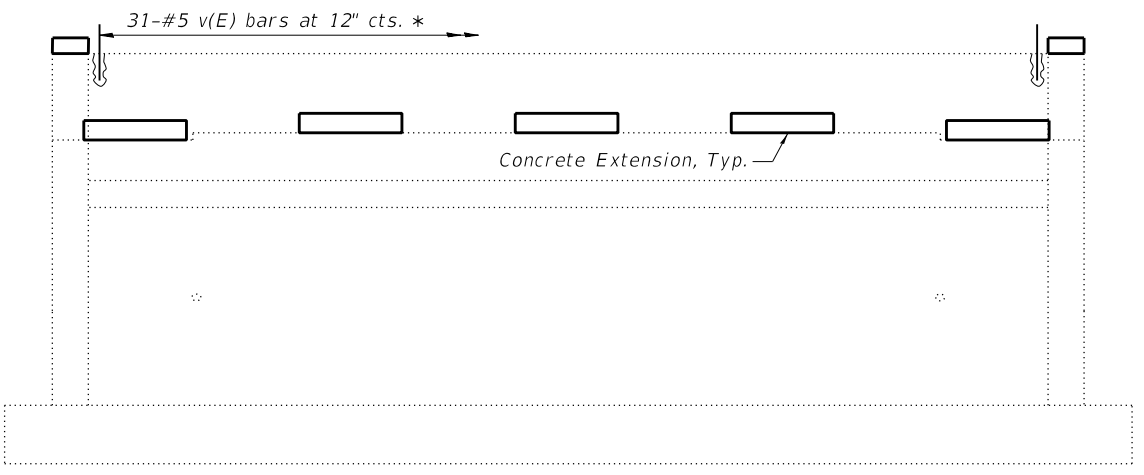 31-#5 v(E) bars at 12" cts. *
Concrete Extension, Typ.